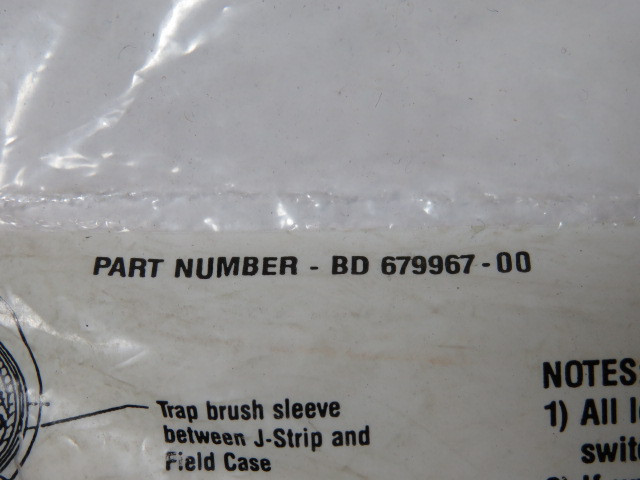 PART NUMBER - BD 679967-00
Trap brush sleeve
between J-Strip and
Field Case
NOTES:
1) All